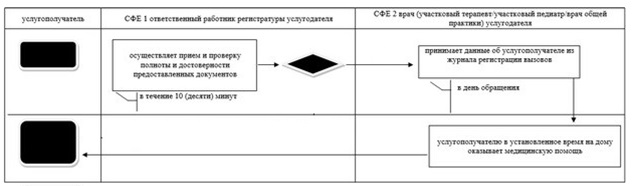 услугополучатель
СФЕ 1 ответственный работник регистратуры услугодателя
СФЕ 2 врач (участковый терапевт/участковый педиатр/врач общей
практики) услугодателя
осуществляет прием и проверку
полноты и достоверности
предоставленных документов
в течение 10 (десяти) минут
принимает данные об услугополучателе из
журнала регистрации вызовов
в день обращения
услугополучателю в установленное время на дому
оказывает медицинскую помощь